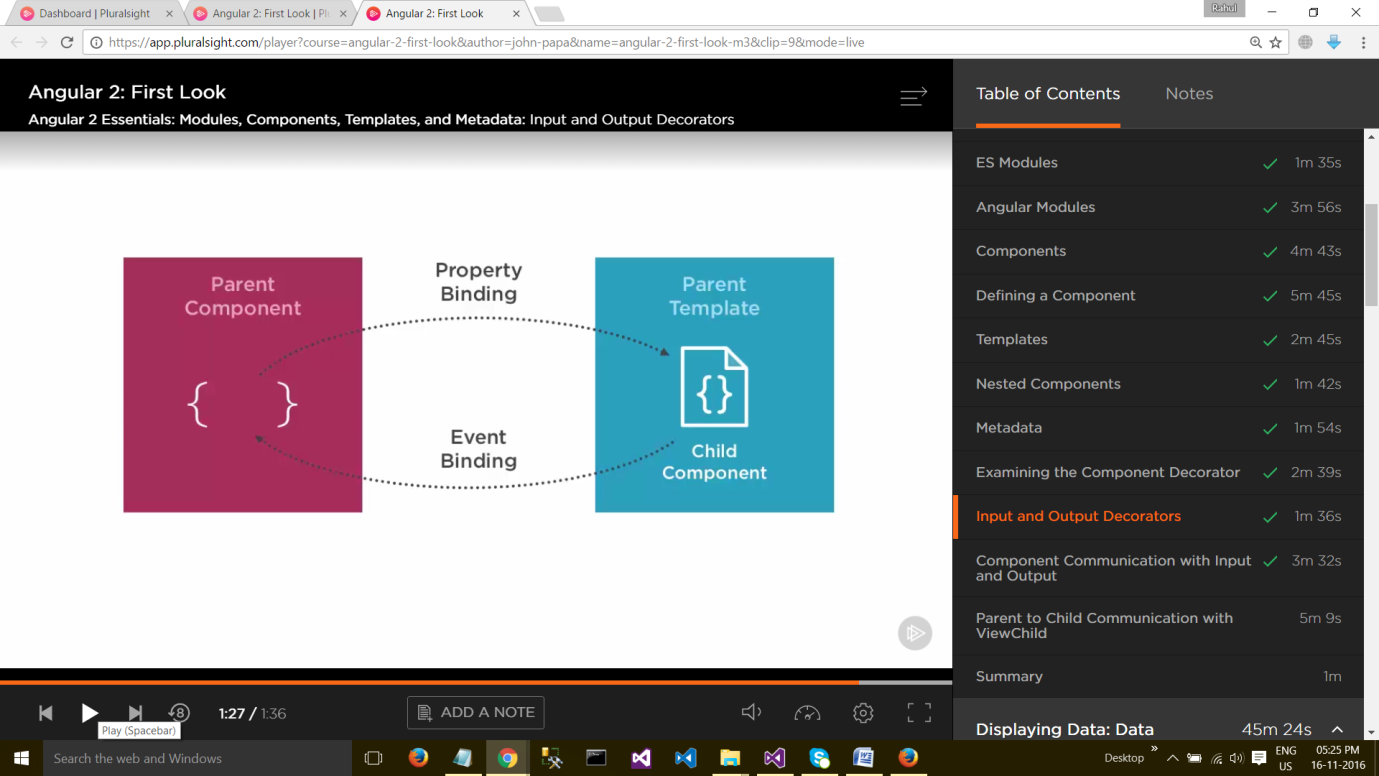 Dashboard | Pluralsight
Angular 2: First Look | Pl
Angular 2: First Look
Rahul
https://app.pluralsight.com/player?course=angular-2-first-look&author=john-papa&name=angular-2-first-look-m3&clip=9&mode=live
Angular 2: First Look
Angular 2 Essentials: Modules, Components, Templates, and Metadata: Input and Output Decorators
Parent
Component
{ }
Property
Binding
Event
Binding
Parent
Template
{}
Child
Component
Table of Contents
Notes
ES Modules 1m 35s
Angular Modules 3m 56s
Components 4m 43s
Defining a Component 5m 45s
Templates 2m 45s
Nested Components 1m 42s
Metadata 1m 54s
Examining the Component Decorator 2m 39s
Input and Output Decorators 1m 36s
Component Communication with Input 3m 32s
and Output
Parent to Child Communication with 5m 9s
ViewChild
Summary 1m
Displaying Data: Data 45m 24s
8
1:27 / 1:36
ADD A NOTE
Play (Spacebar)
Search the web and Windows
Desktop
»
ENG
US
05:25 PM
16-11-2016